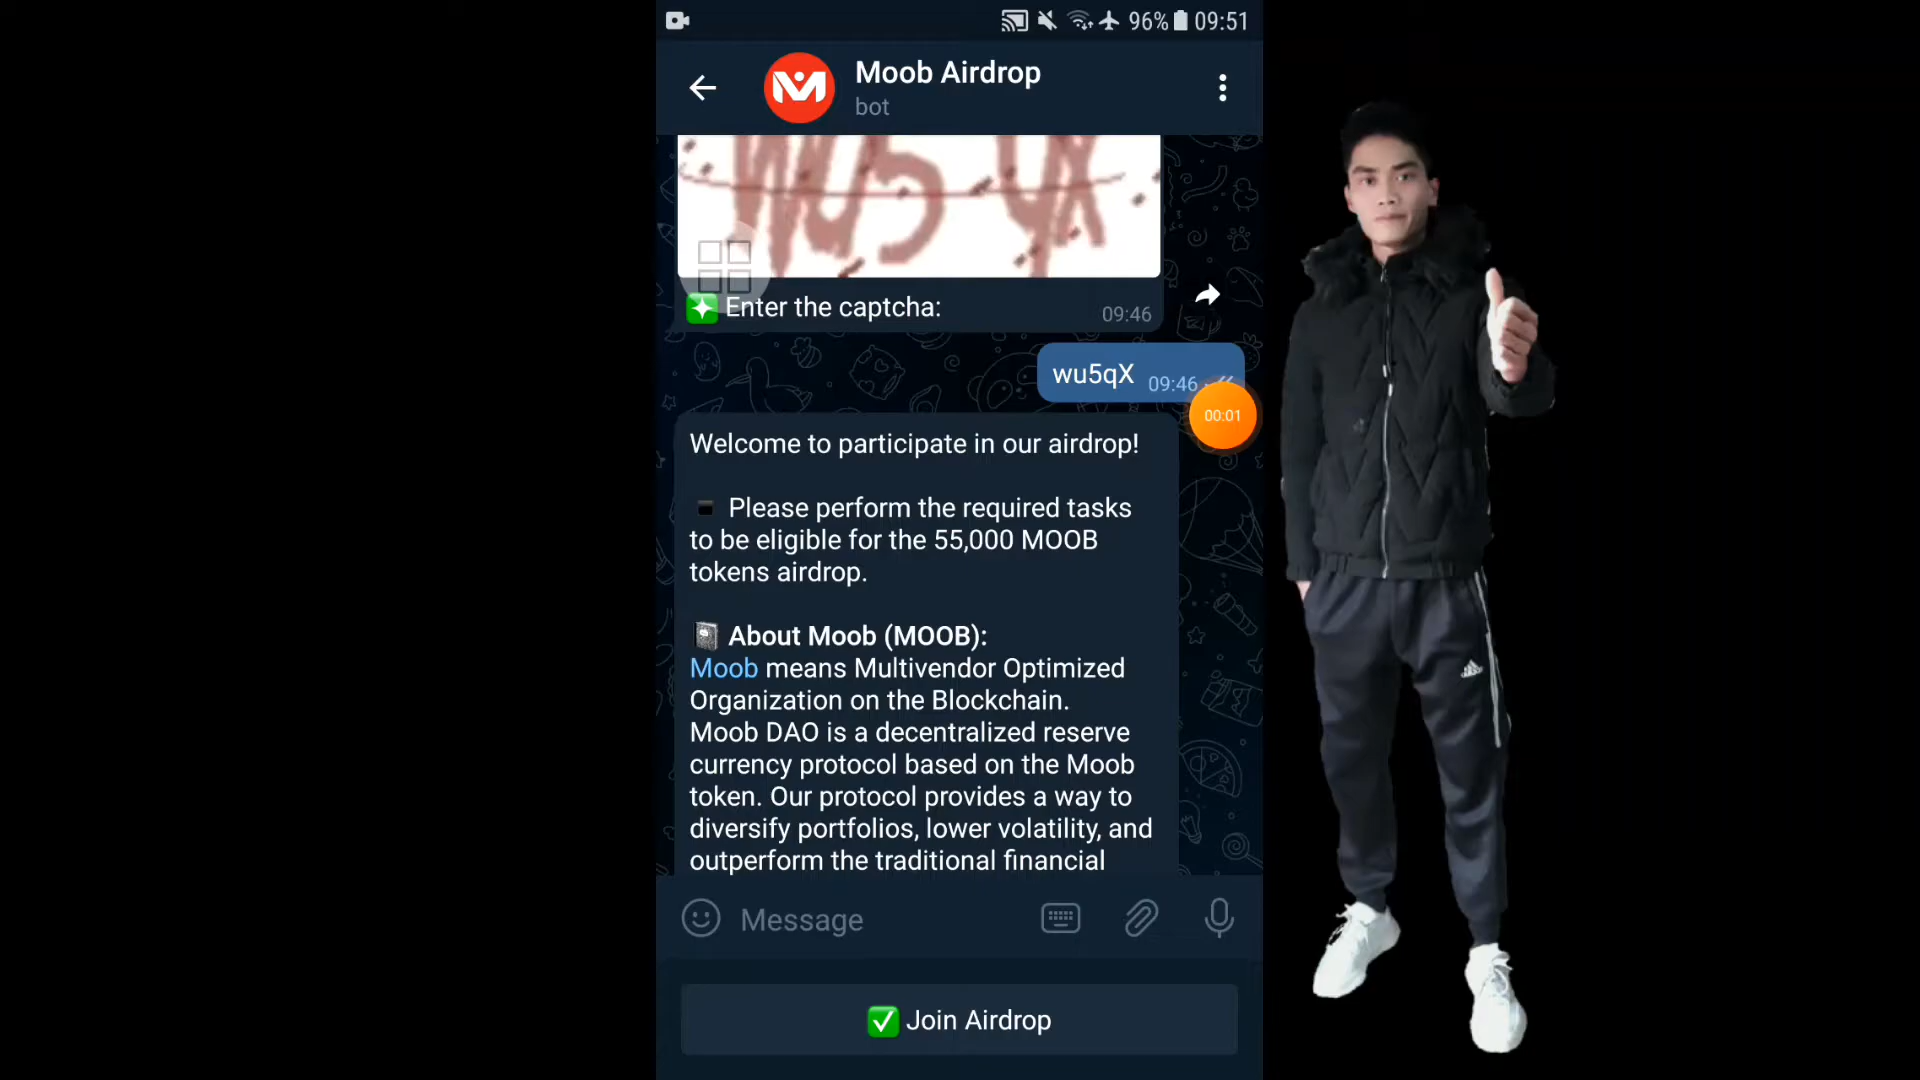 96% 09:51
Moob Airdrop
bot
Enter the captcha:
09:46
wu5qX 09:46
00:01
Welcome to participate in our airdrop!
Please perform the required tasks
to be eligible for the 55,000 MOOB
tokens airdrop.
About Moob (MOOB):
Moob means Multivendor Optimized
Organization on the Blockchain.
Moob DAO is a decentralized reserve
currency protocol based on the Moob
token. Our protocol provides a way to
diversify portfolios, lower volatility, and
outperform the traditional financial
Message
Join Airdrop